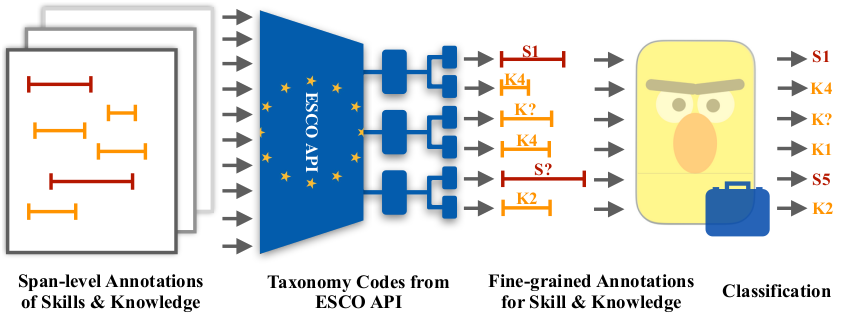 ESCO API
S1
K4
K?
K4
S?
K2
S1
K4
K?
K1
S5
K2
Span-level Annotations
of Skills & Knowledge
Taxonomy Codes from
ESCO API
Fine-grained Annotations
for Skill & Knowledge
Classification